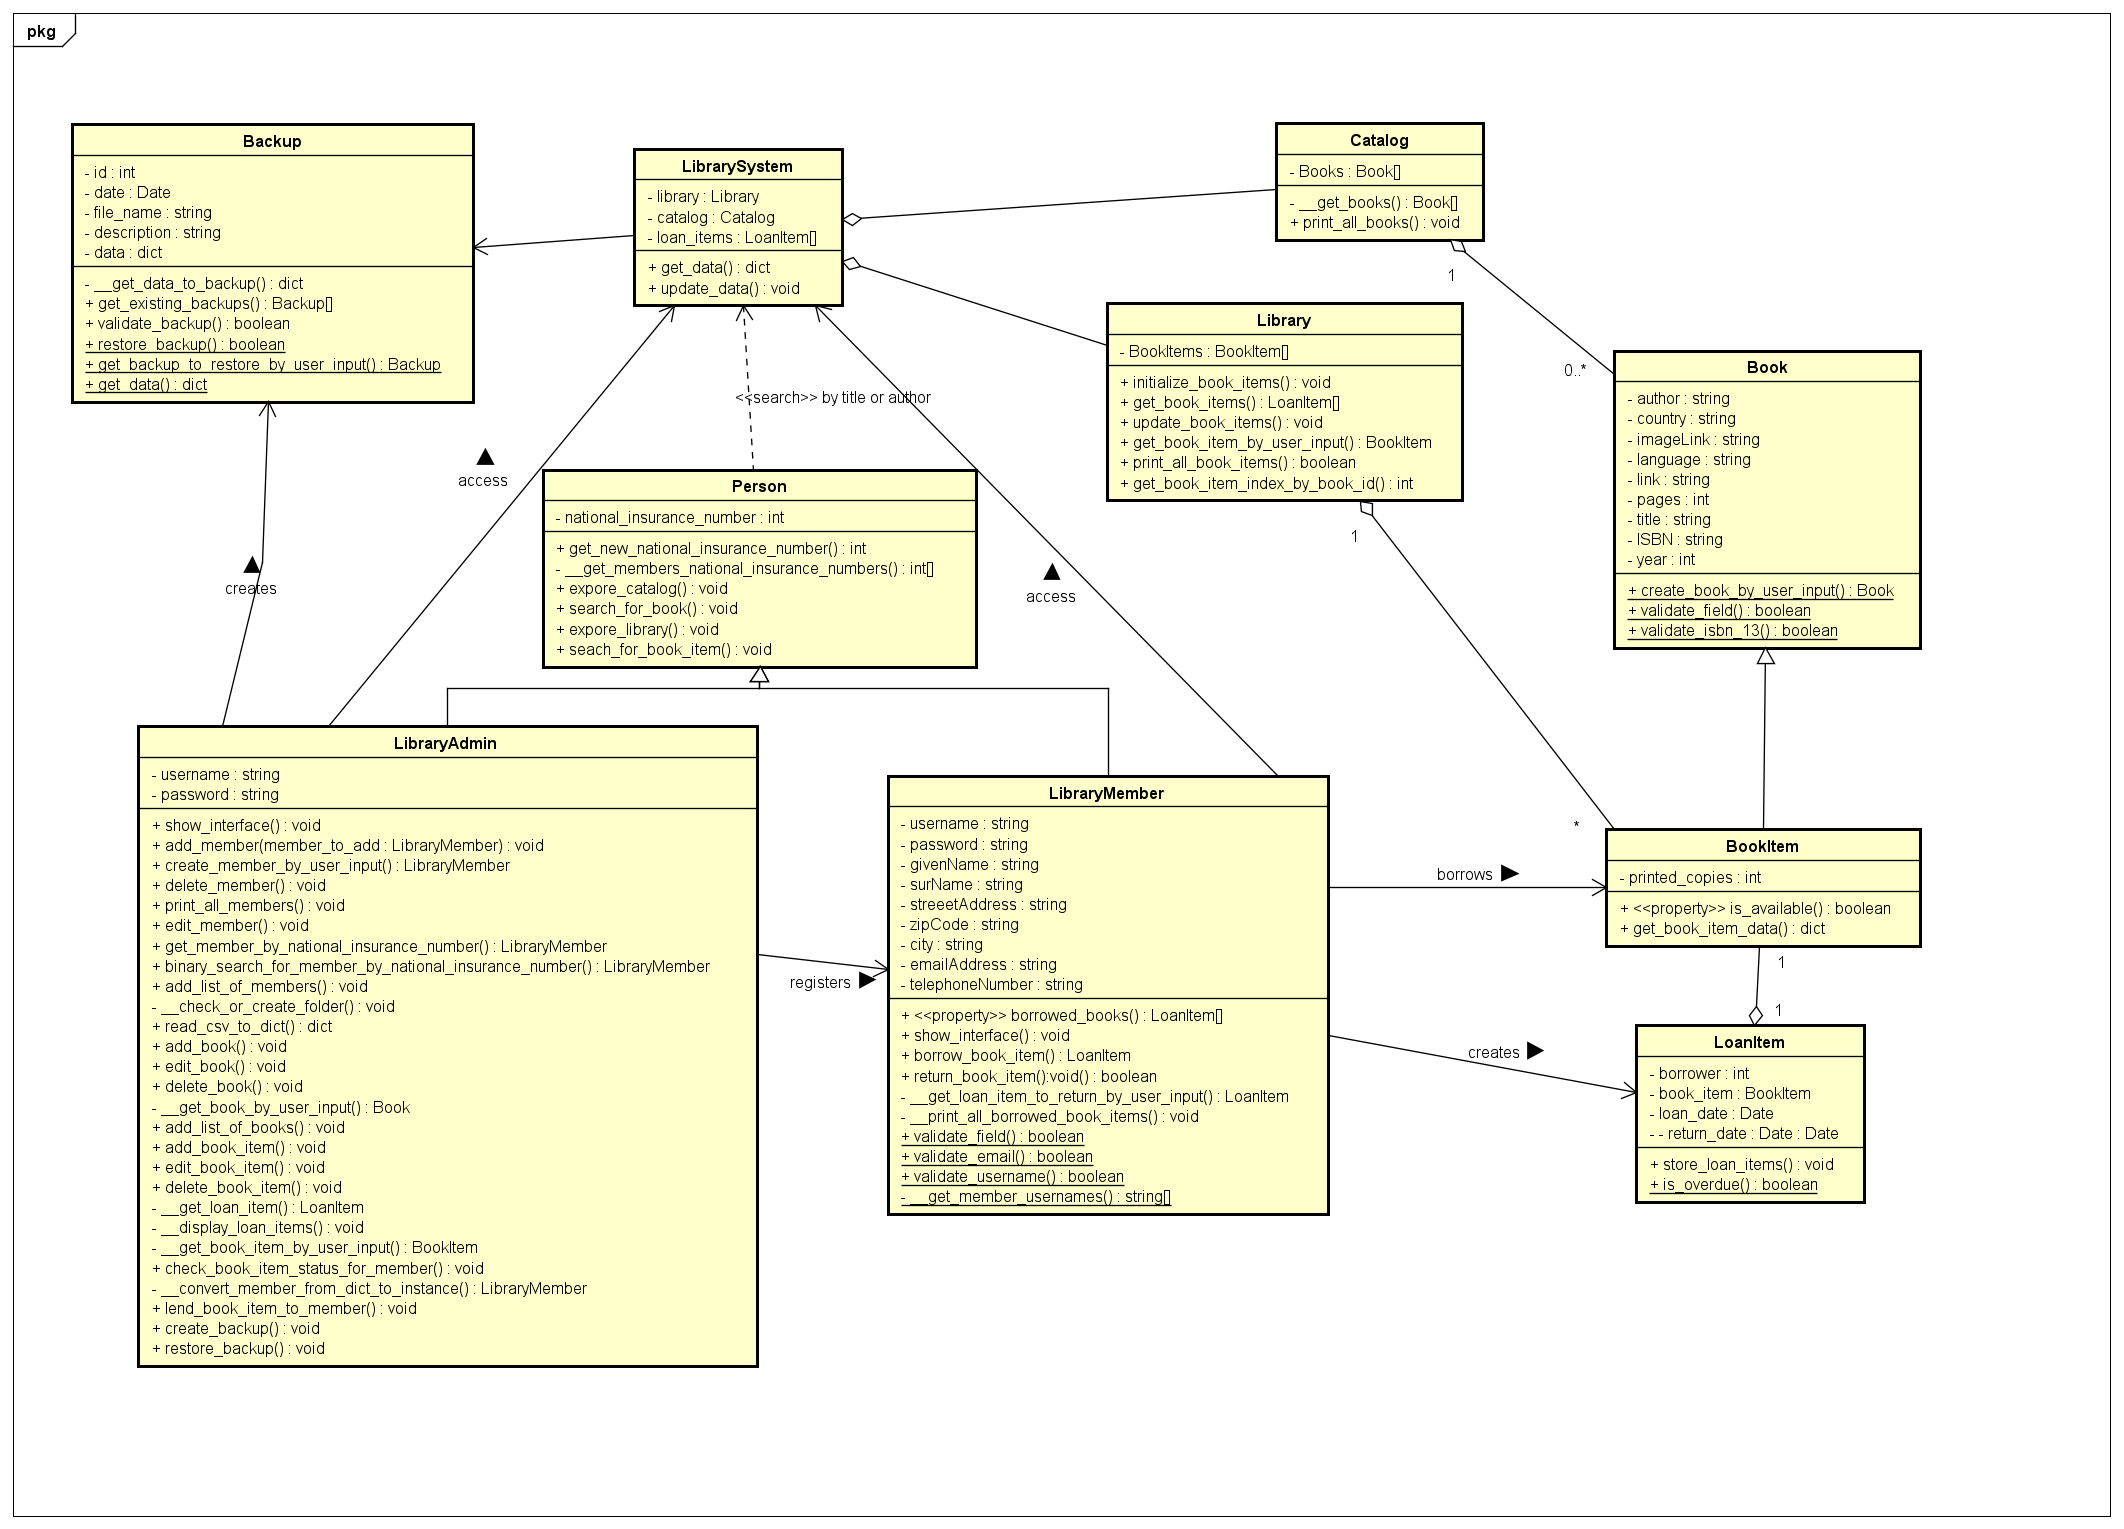 pkg
Backup
- id : int
- date : Date
- file_name : string
- description : string
- data : dict
- __get_data_to_backup() : dict
+ get_existing_backups() : Backup[]
+ validate_backup() : boolean
+ restore_backup() : boolean
+ get_backup_to_restore_by_user_input() : Backup
+ get_data() : dict
LibrarySystem
- library : Library
- catalog : Catalog
- loan_items : LoanItem[]
+ get_data() : dict
+ update_data() : void
Catalog
- Books : Book[]
- __get_books() : Book[]
+ print_all_books() : void
1
0..*
Library
- BookItems : BookItem[]
+ initialize_book_items() : void
+ get_book_items() : LoanItem[]
+ update_book_items() : void
+ get_book_item_by_user_input() : BookItem
+ print_all_book_items() : boolean
+ get_book_item_index_by_book_id() : int
1
*
Book
- author : string
- country : string
- imageLink : string
- language : string
- link : string
- pages : int
- title : string
- ISBN : string
- year : int
+ create_book_by_user_input() : Book
+ validate_field() : boolean
+ validate_isbn_13() : boolean
<<search>> by title or author
access
creates
access
Person
- national_insurance_number : int
+ get_new_national_insurance_number() : int
- __get_members_national_insurance_numbers() : int[]
+ expore_catalog() : void
+ search_for_book() : void
+ expore_library() : void
+ seach_for_book_item() : void
LibraryAdmin
- username : string
- password : string
+ show_interface() : void
+ add_member(member_to_add : LibraryMember) : void
+ create_member_by_user_input() : LibraryMember
+ delete_member() : void
+ print_all_members() : void
+ edit_member() : void
+ get_member_by_national_insurance_number() : LibraryMember
+ binary_search_for_member_by_national_insurance_number() : LibraryMember
+ add_list_of_members() : void
- __check_or_create_folder() : void
+ read_csv_to_dict() : dict
+ add_book() : void
+ edit_book() : void
+ delete_book() : void
- __get_book_by_user_input() : Book
+ add_list_of_books() : void
+ add_book_item() : void
+ edit_book_item() : void
+ delete_book_item() : void
- __get_loan_item() : LoanItem
- __display_loan_items() : void
- __get_book_item_by_user_input() : BookItem
+ check_book_item_status_for_member() : void
- __convert_member_from_dict_to_instance() : LibraryMember
+ lend_book_item_to_member() : void
+ create_backup() : void
+ restore_backup() : void
registers
LibraryMember
- username : string
- password : string
- givenName : string
- surName : string
- streeetAddress : string
- zipCode : string
- city : string
- emailAddress : string
- telephoneNumber : string
+ <<property>> borrowed_books() : LoanItem[]
+ show_interface() : void
+ borrow_book_item() : LoanItem
+ return_book_item():void() : boolean
- __get_loan_item_to_return_by_user_input() : LoanItem
- __print_all_borrowed_book_items() : void
+ validate_field() : boolean
+ validate_email() : boolean
+ validate_username() : boolean
- __get_member_usernames() : string[]
borrows
creates
BookItem
- printed_copies : int
+ <<property>> is_available() : boolean
+ get_book_item_data() : dict
1
1
LoanItem
- borrower : int
- book_item : BookItem
- loan_date : Date
- - return_date : Date : Date
+ store_loan_items() : void
+ is_overdue() : boolean